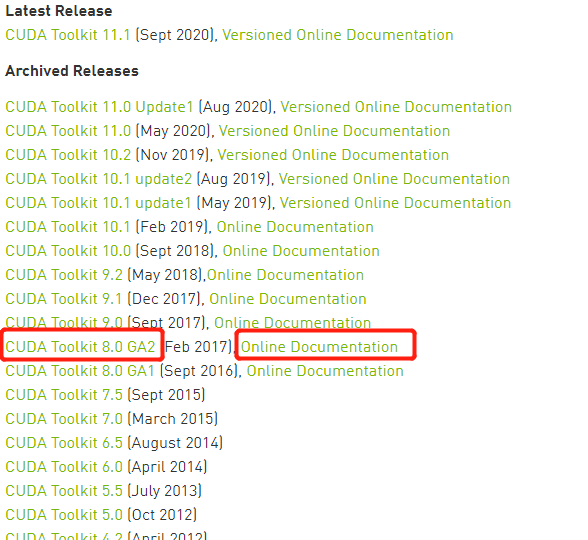 Latest Release
CUDA Toolkit 11.1 (Sept 2020), Versioned Online Documentation
Archived Releases
CUDA Toolkit 11.0 Update1 (Aug 2020), Versioned Online Documentation
CUDA Toolkit 11.0 (May 2020), Versioned Online Documentation
CUDA Toolkit 10.2 (Nov 2019), Versioned Online Documentation
CUDA Toolkit 10.1 update2 (Aug 2019), Versioned Online Documentation
CUDA Toolkit 10.1 update1 (May 2019), Versioned Online Documentation
CUDA Toolkit 10.1 (Feb 2019), Online Documentation
CUDA Toolkit 10.0 (Sept 2018), Online Documentation
CUDA Toolkit 9.2 (May 2018),Online Documentation
CUDA Toolkit 9.1 (Dec 2017), Online Documentation
CUDA Toolkit 9.0 (Sept 2017), Online Documentation
CUDA Toolkit 8.0 GA2 (Feb 2017), Online Documentation
CUDA Toolkit 8.0 GA1 (Sept 2016), Online Documentation
CUDA Toolkit 7.5 (Sept 2015)
CUDA Toolkit 7.0 (March 2015)
CUDA Toolkit 6.5 (August 2014)
CUDA Toolkit 6.0 (April 2014)
CUDA Toolkit 5.5 (July 2013)
CUDA Toolkit 5.0 (Oct 2012)
CUDA Toolkit 4.2 (April 2012)